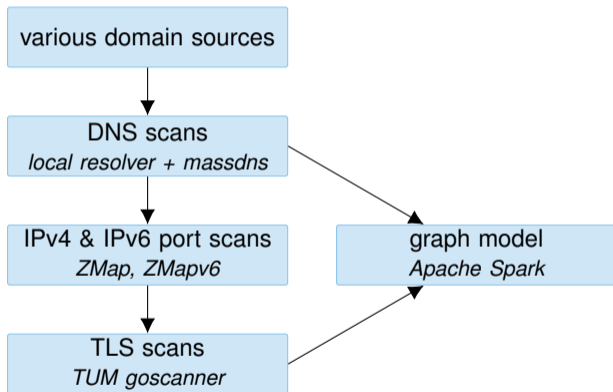 various domain sources
DNS scans
local resolver + massdns
IPv4 & IPv6 port scans
ZMap, ZMapv6
graph model
Apache Spark
TLS scans
TUM goscanner